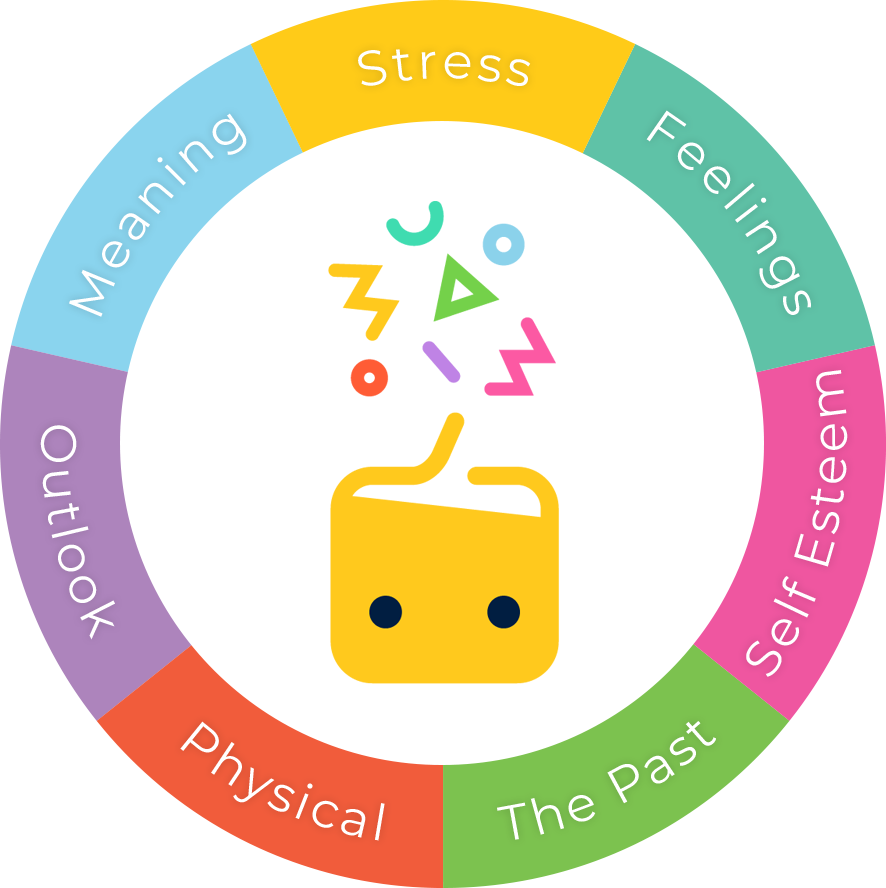 Stress
Feelings
Self Esteem
The Past
Physical
Outlook
Meaning